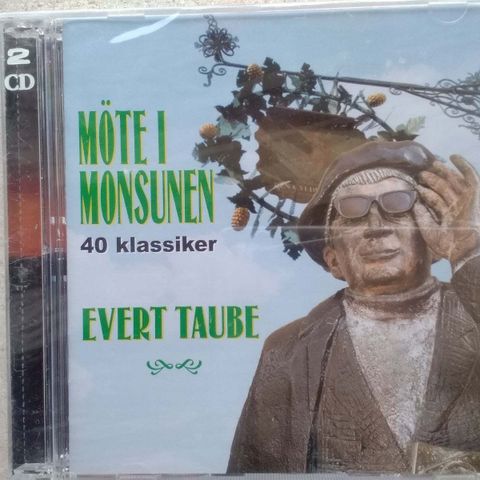 2
CD
MÖTE I
MONSUNEN
40 klassiker
EVERT TAUBE